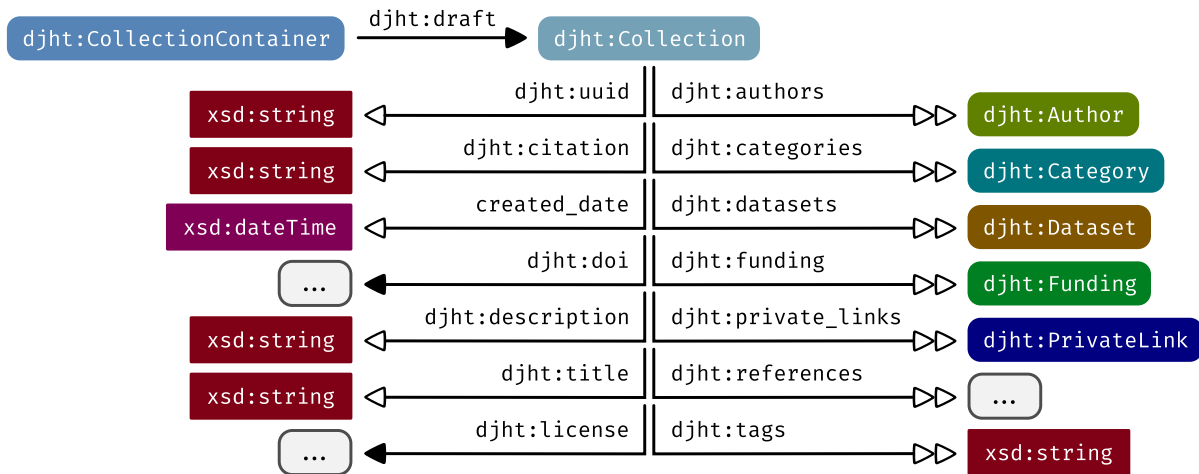 djht:CollectionContainer djht:draft djht:Collection
djht:uuid djht:authors
xsd:string djht:Author
djht:citation djht:categories
xsd:string djht:Category
created_date djht:datasets
xsd:dateTime djht:Dataset
djht:doi djht:funding
... djht:Funding
djht:description djht:private_links
xsd:string djht:PrivateLink
djht:title djht:references
xsd:string ...
djht:license djht:tags
... xsd:string